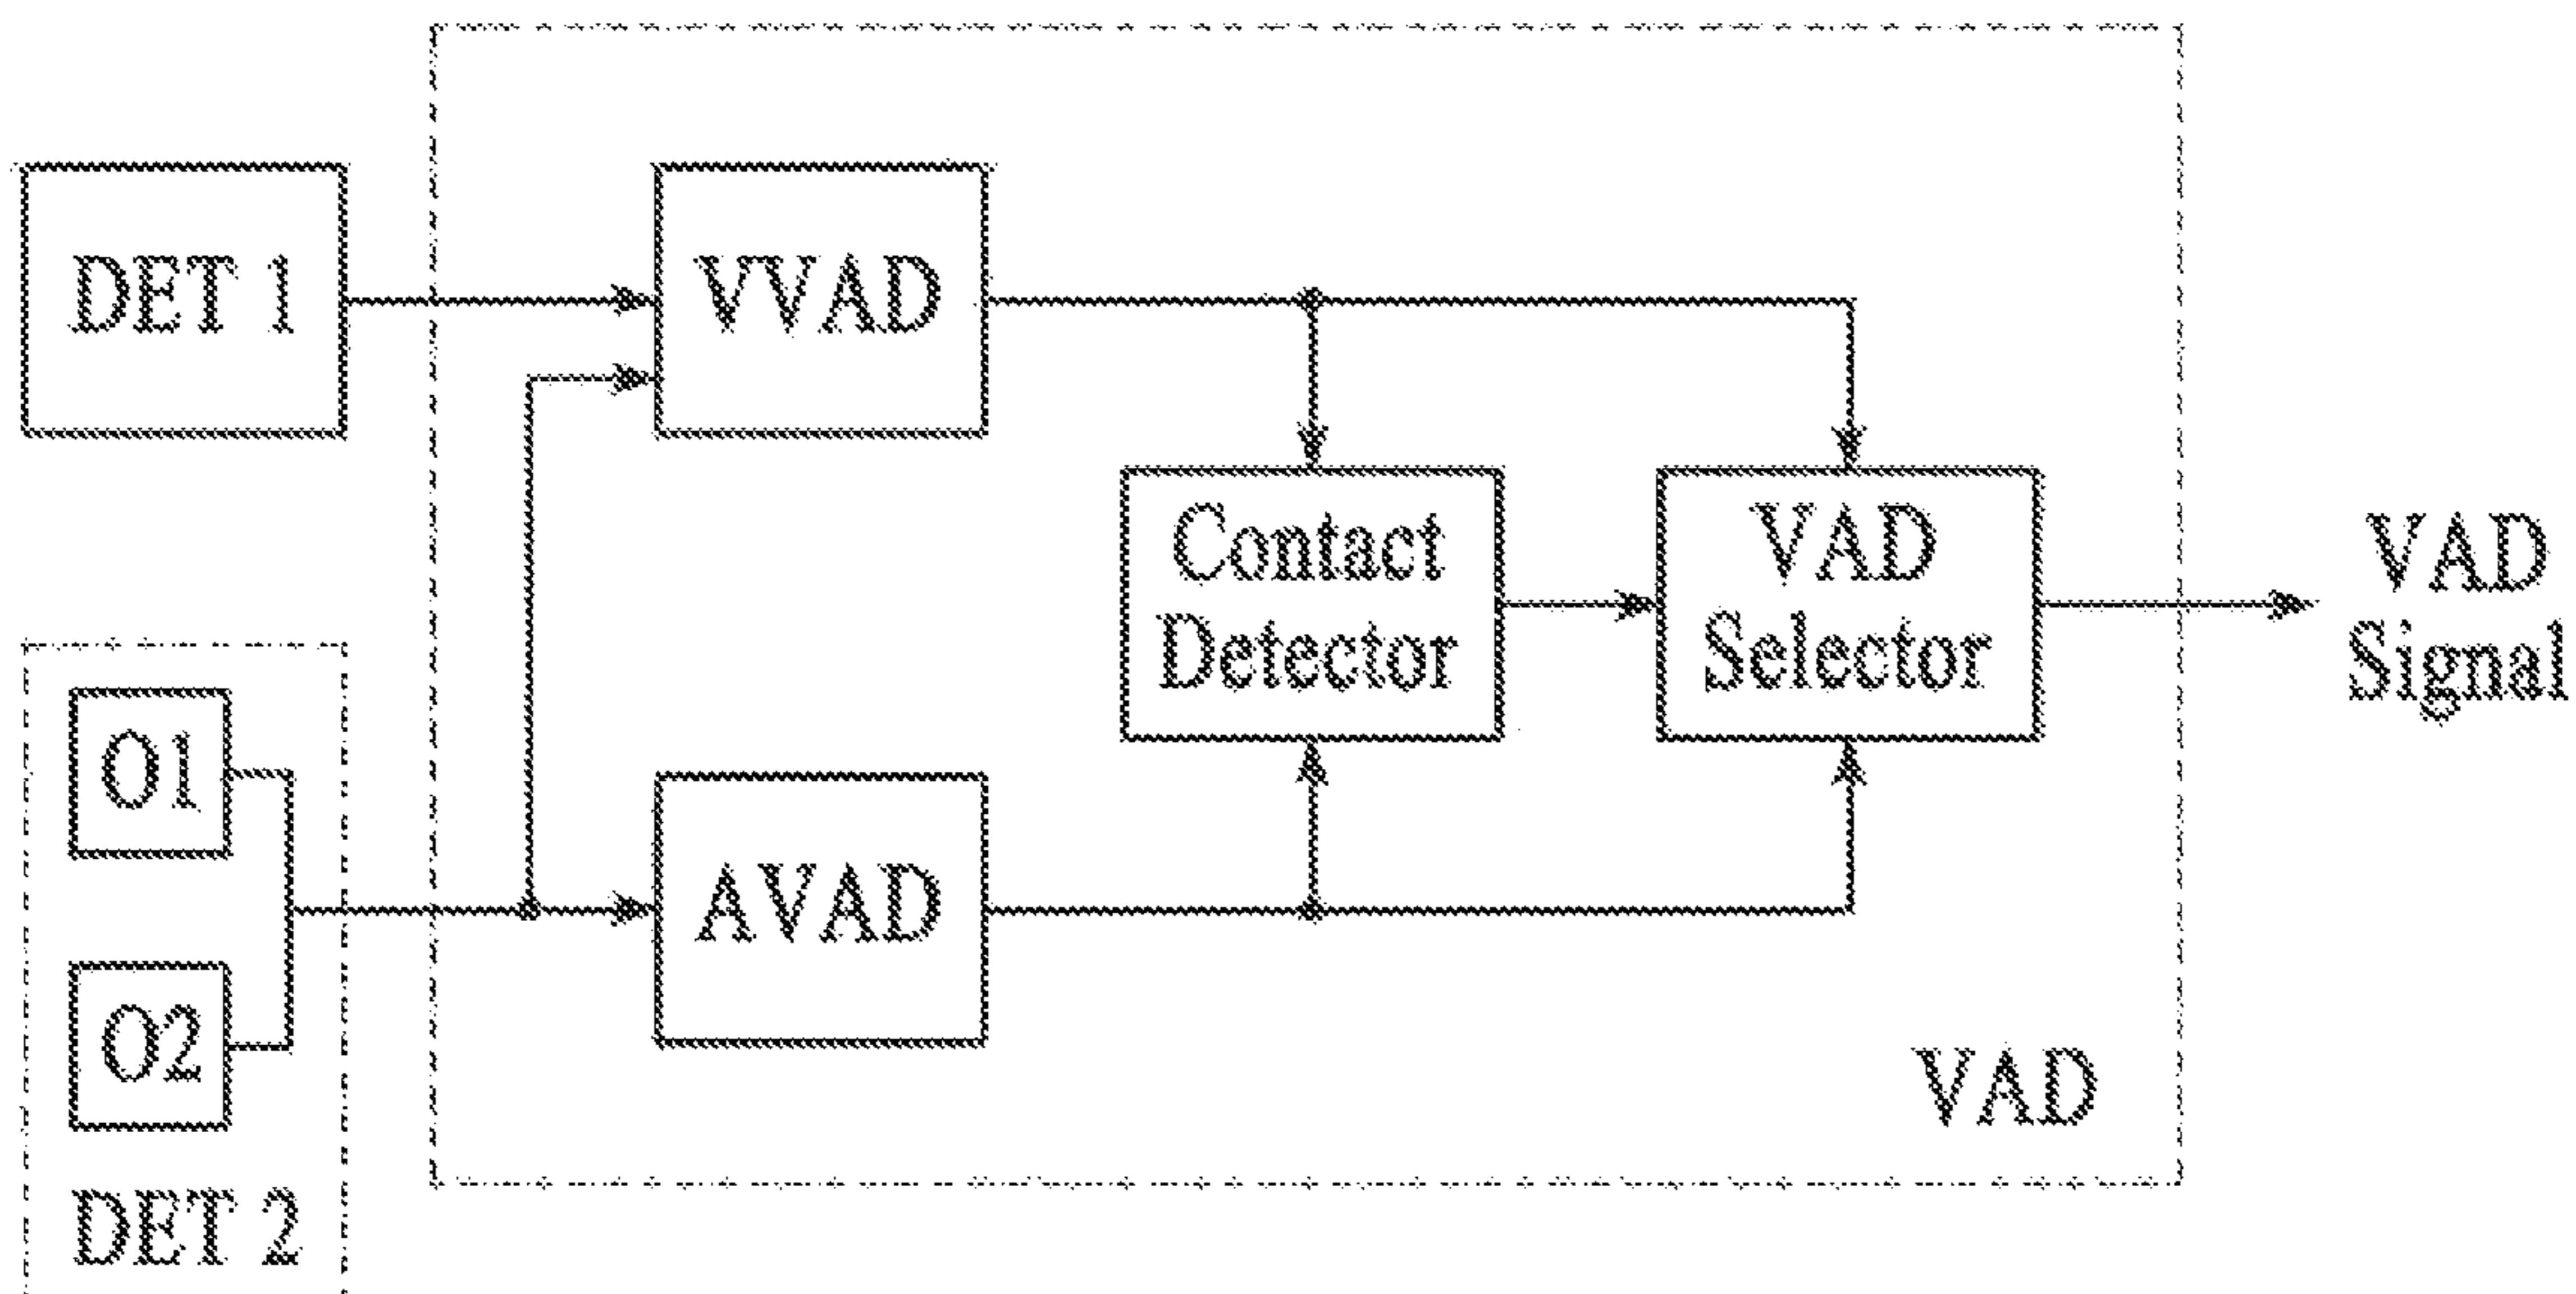 DET 1
VVAD
Contact
Detector
VAD
Selector
VAD
Signal
O1
O2
DET 2
AVAD
VAD